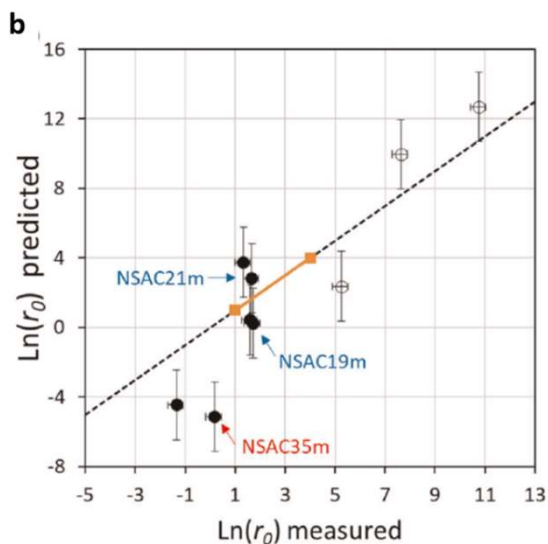 b
16
12
8
4
0
-4
-8
Ln(r0) predicted
NSAC21m
NSAC19m
NSAC35m
-5 -3 -1 1 3 5 7 9 11 13
Ln(r0) measured